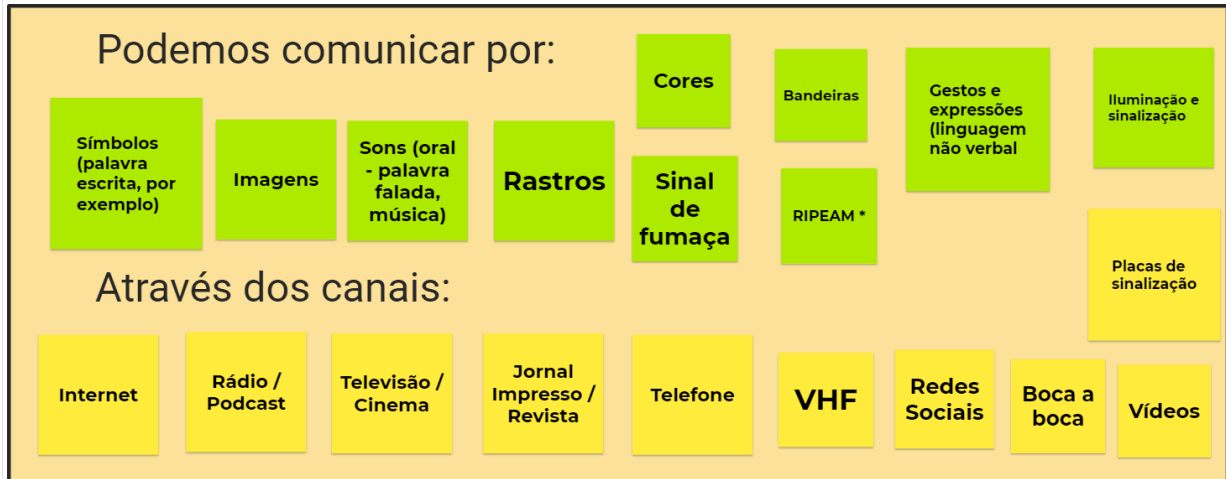 Podemos comunicar por:
Símbolos
(palavra
escrita, por
exemplo)
Imagens
Sons (oral
- palavra
falada,
música)
Rastros
Cores
Sinal
de
fumaça
Bandeiras
RIPEAM *
Gestos e
expressões
(linguagem
não verbal
Iluminação e
sinalização
Através dos canais:
Placas de
sinalização
Internet
Rádio /
Podcast
Televisão /
Cinema
Jornal
Impresso /
Revista
Telefone
VHF
Redes
Sociais
Boca a
boca
Vídeos